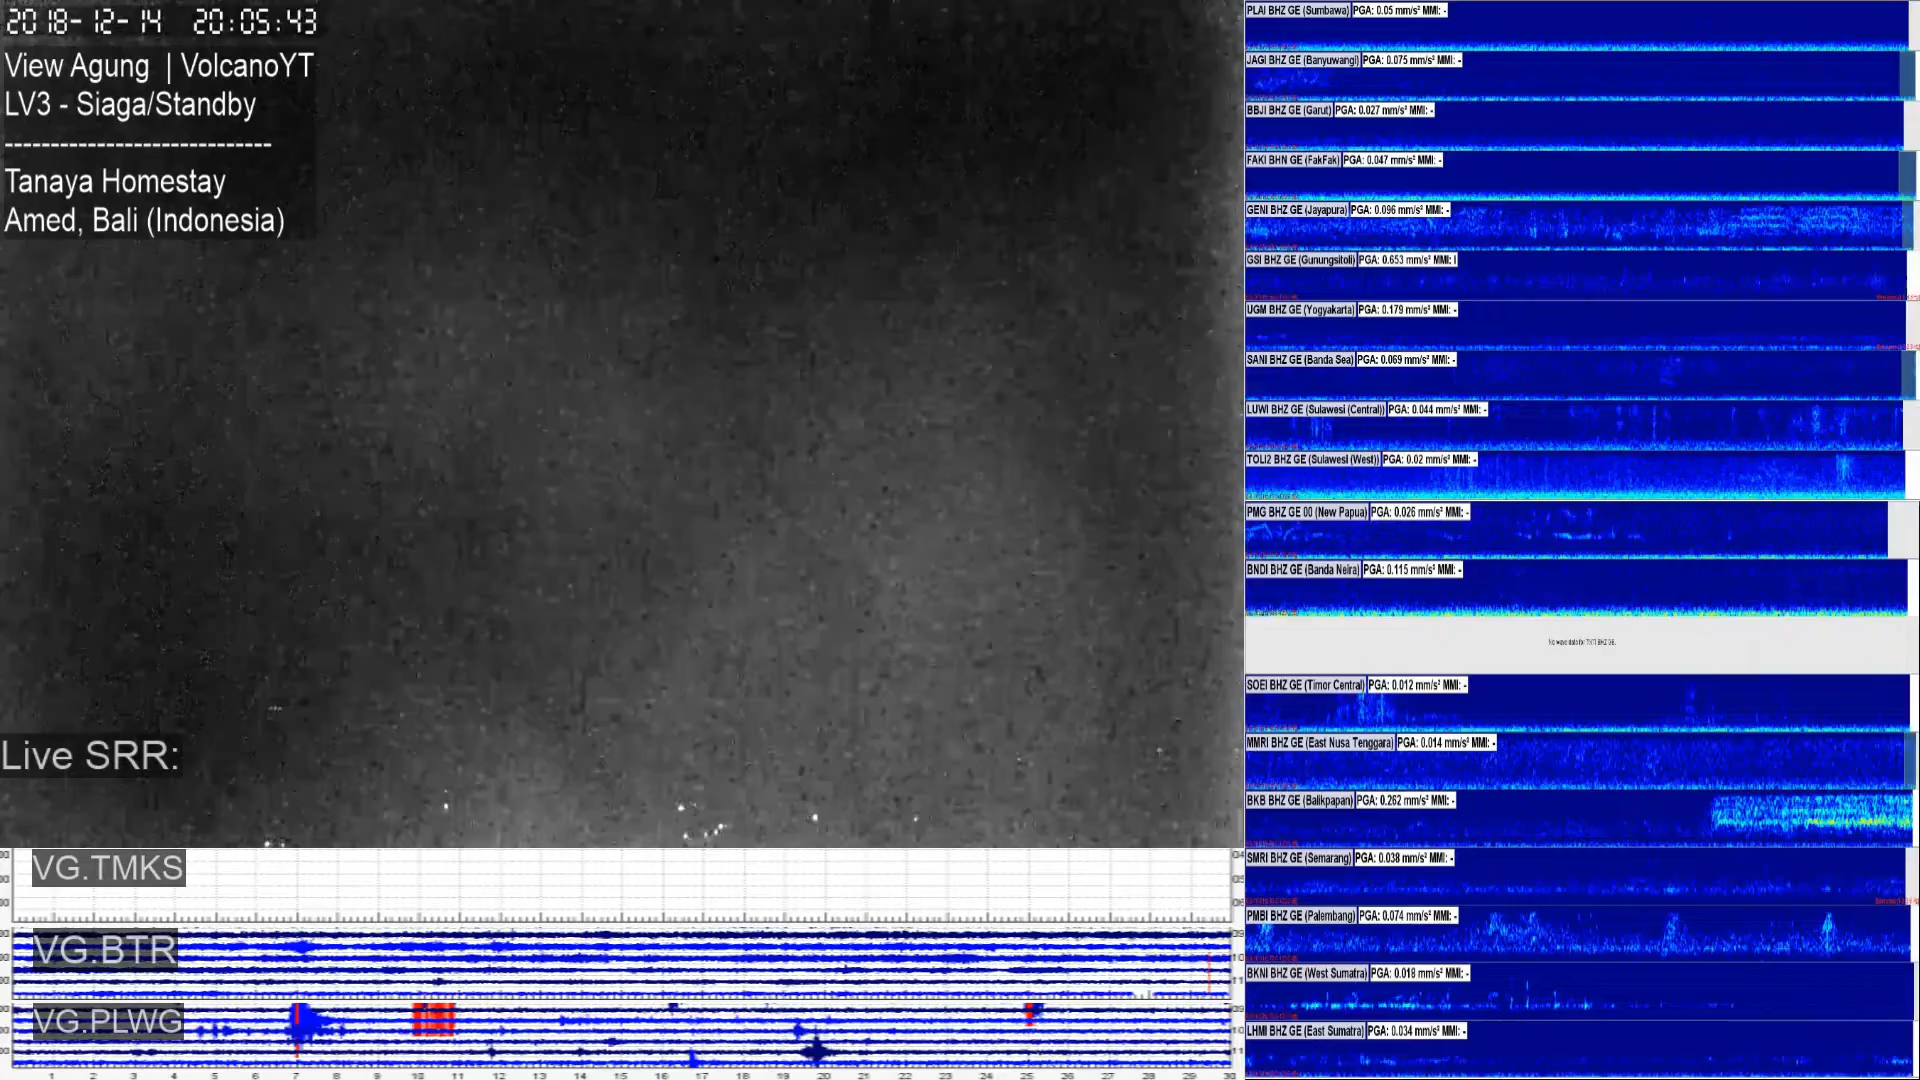 2018-12-14 20:05:43
View Agung | VolcanoYT
LV3 - Siaga/Standby
----------------------------
Tanaya Homestay
Amed, Bali (Indonesia)
Live SRR:
VG.TMKS
VG.BTR
VG.PLWG
1 2 3 4 5 6 7 8 9 10 11 12 13 14 15 16 17 18 19 20 21 22 23 24 25 26 27 28 29 30
PLAI BHZ GE (Sumbawa) PGA: 0.05 mm/s² MMI: -
JAGI BHZ GE (Banyuwangi) PGA: 0.075 mm/s² MMI: -
BBJI BHZ GE (Garut) PGA: 0.027 mm/s² MMI: -
FAKI BHN GE (FakFak) PGA: 0.047 mm/s² MMI: -
GENI BHZ GE (Jayapura) PGA: 0.096 mm/s² MMI: -
GSI BHZ GE (Gunungsitoli) PGA: 0.653 mm/s² MMI: I
UGM BHZ GE (Yogyakarta) PGA: 0.179 mm/s² MMI: -
SANI BHZ GE (Banda Sea) PGA: 0.069 mm/s² MMI: -
LUWI BHZ GE (Sulawesi (Central)) PGA: 0.044 mm/s² MMI: -
TOLI2 BHZ GE (Sulawesi (West)) PGA: 0.02 mm/s² MMI: -
PMG BHZ GE 00 (New Papua) PGA: 0.026 mm/s² MMI: -
BNDI BHZ GE (Banda Neira) PGA: 0.115 mm/s² MMI: -
No wave data for BHZ GE.
SOEI BHZ GE (Timor Central) PGA: 0.012 mm/s² MMI: -
MMRI BHZ GE (East Nusa Tenggara) PGA: 0.014 mm/s² MMI: -
BKB BHZ GE (Balikpapan) PGA: 0.262 mm/s² MMI: -
SMRI BHZ GE (Semarang) PGA: 0.038 mm/s² MMI: -
PMBI BHZ GE (Palembang) PGA: 0.074 mm/s² MMI: -
BKNI BHZ GE (West Sumatra) PGA: 0.018 mm/s² MMI: -
LHMI BHZ GE (East Sumatra) PGA: 0.034 mm/s² MMI: -